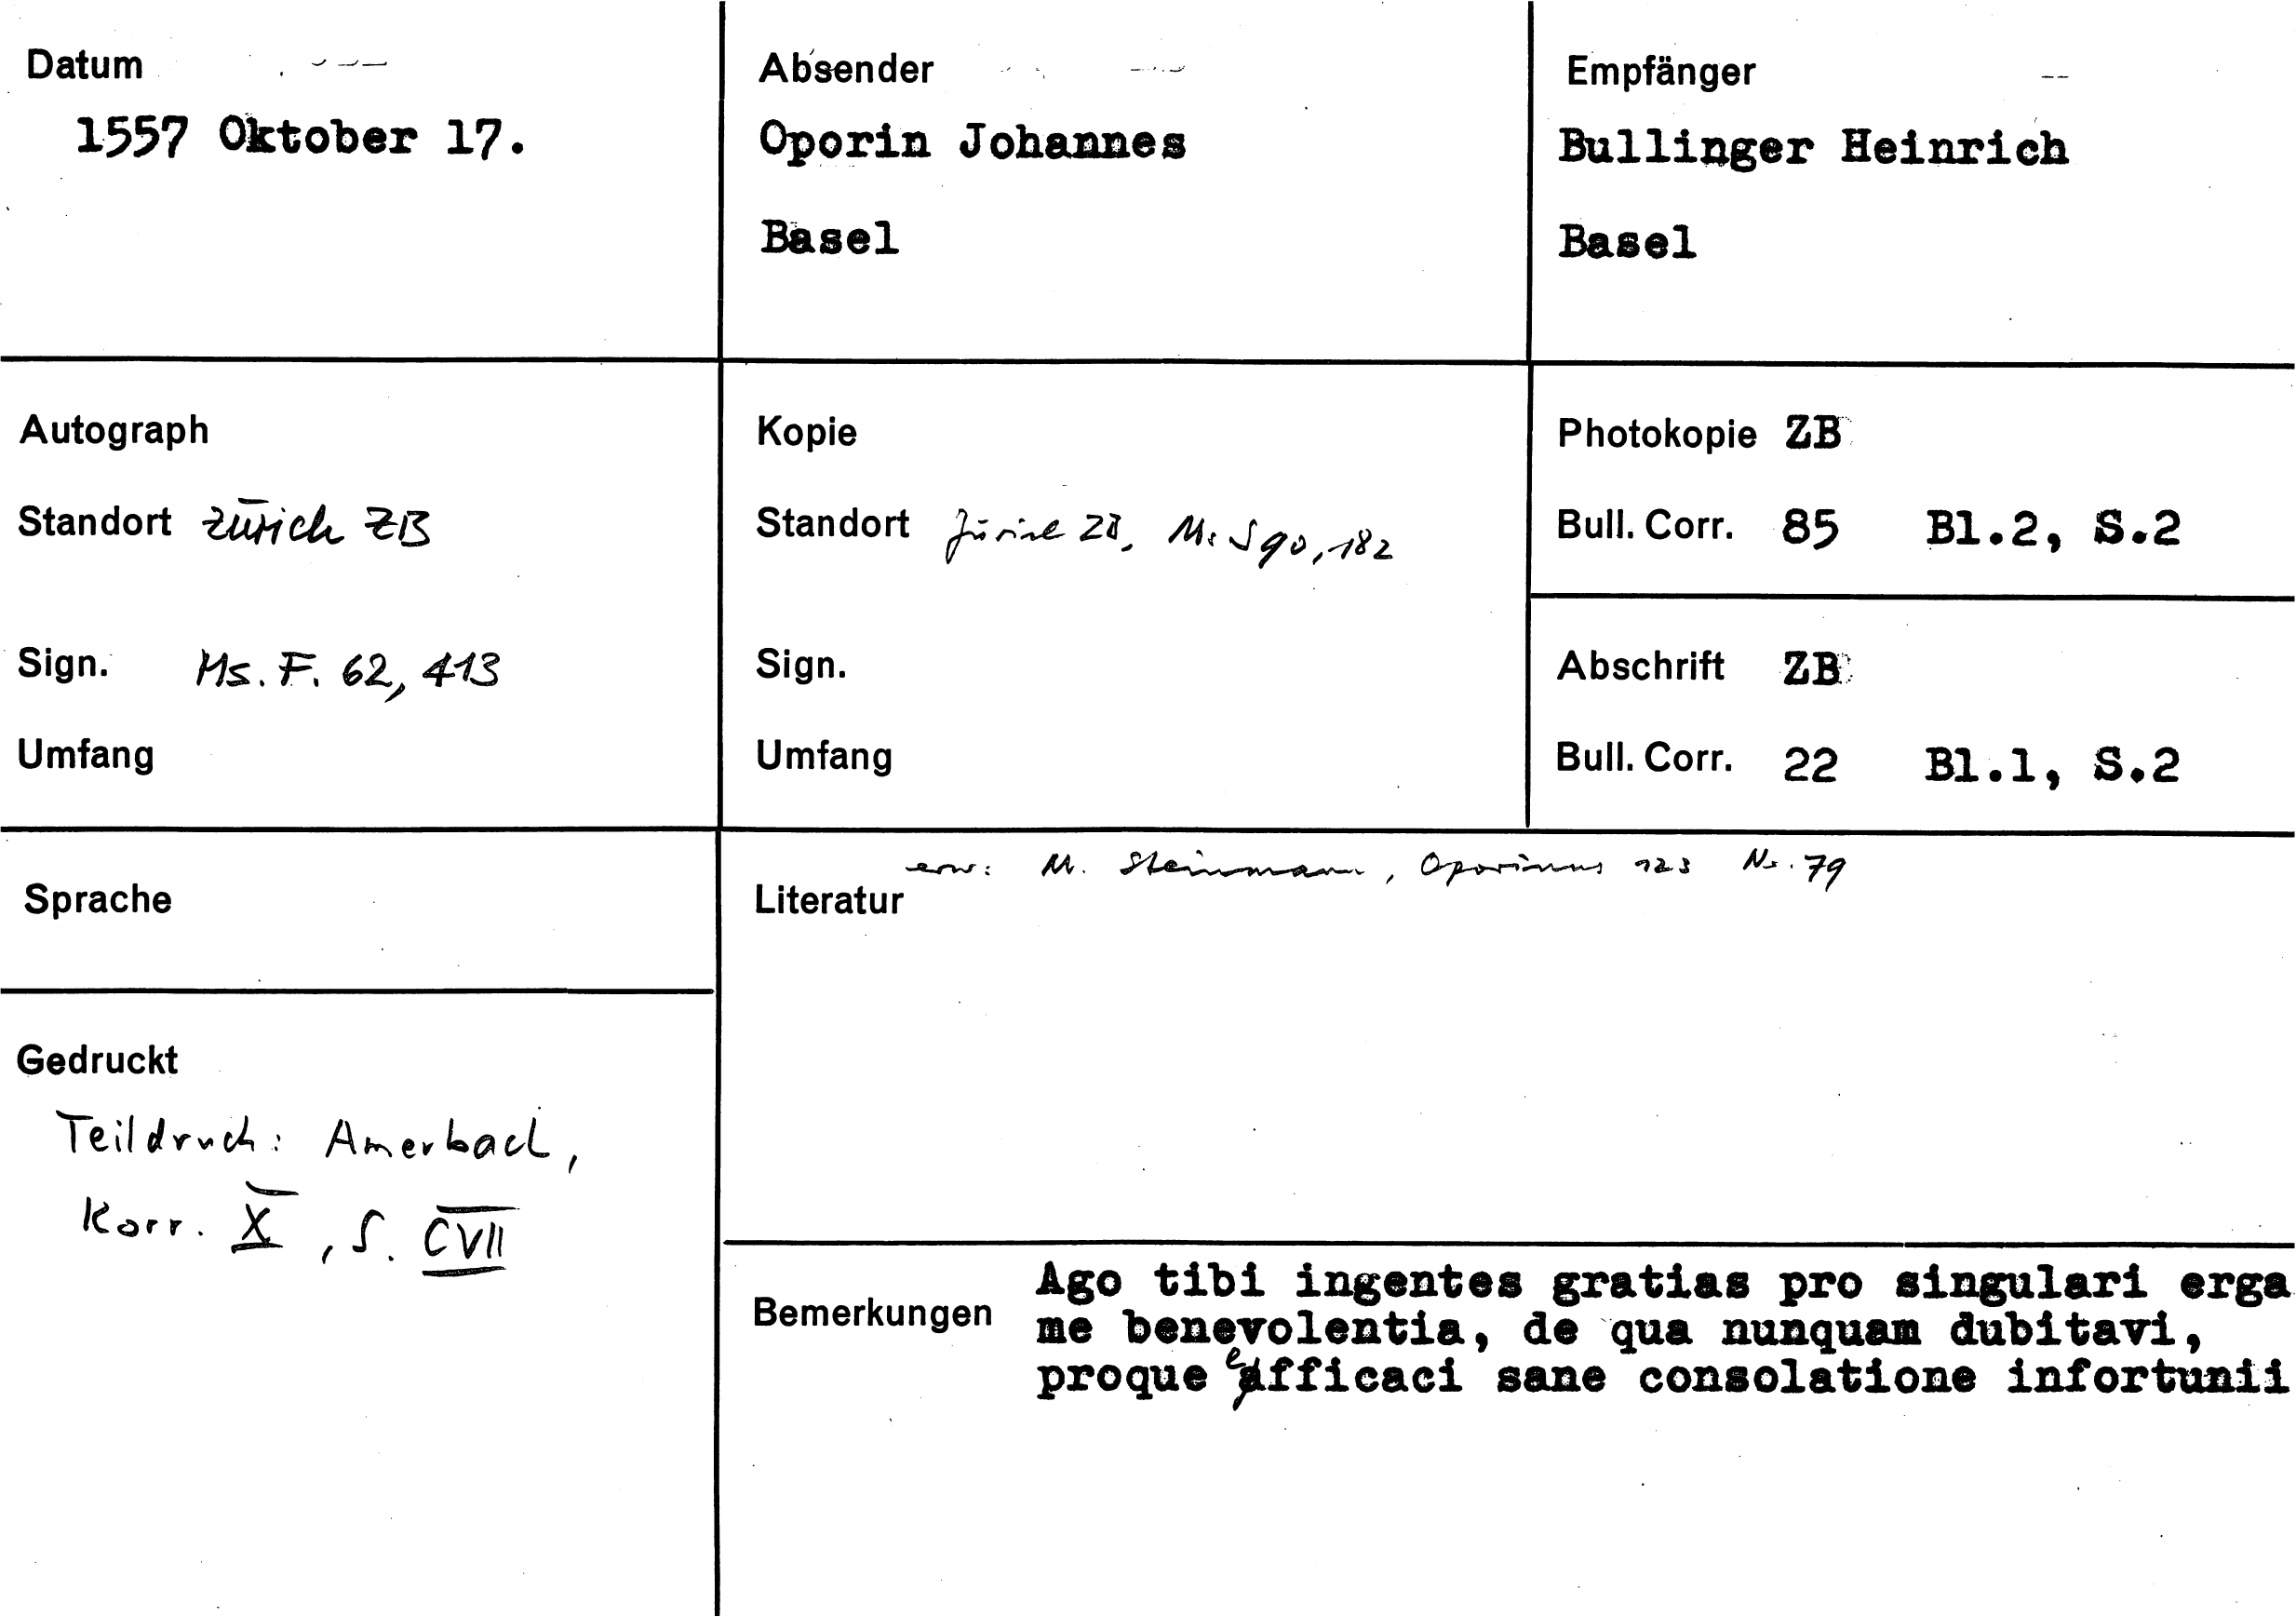 Datum
1557 Oktober 17.
Absender
Oporin Johannes
Basel
Empfänger
Bullinger Heinrich
Basel
Autograph
Standort Zürich ZB
Sign. Ms. F. 62, 413
Umfang
Kopie
Standort Zürich ZB, Ms S 90, 182
Sign.
Umfang
Photokopie ZB
Bull. Corr. 85 Bl.2, S.2
Abschrift ZB
Bull. Corr. 22 Bl.1, S.2
Sprache
Gedruckt
Teildruck: Amerbach,
Korr. X, S. CVII
erw: M. Steinmann, Oporinus 123 Nr. 79
Literatur
Bemerkungen
Ago tibi ingentes gratias pro singulari erga
me benevolentia, de qua nunquam dubitavi,
proque efficaci sane consolatione infortunii